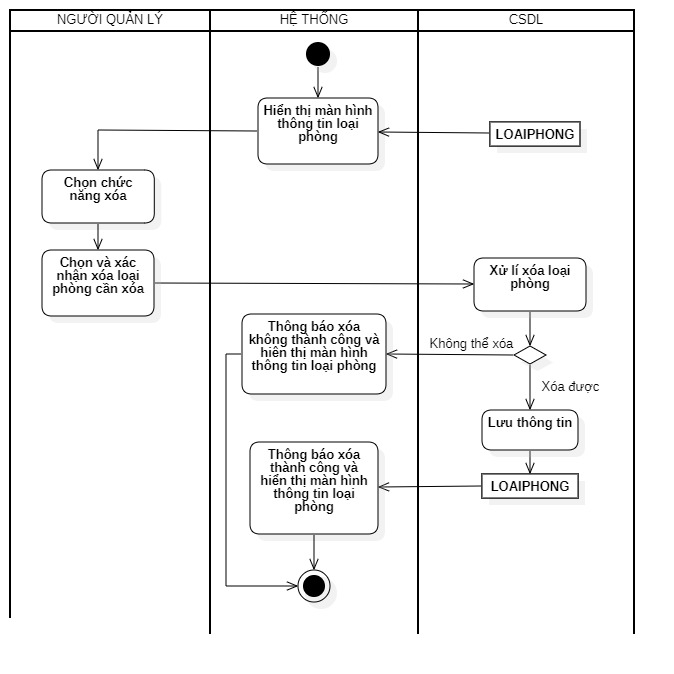 NGƯỜI QUẢN LÝ
HỆ THỐNG
CSDL
Hiển thị màn hình
thông tin loại
phòng
LOAIPHONG
Chọn chức
năng xóa
Chọn và xác
nhận xóa loại
phòng cần xỏa
Xử lí xóa loại
phòng
Thông báo xóa
không thành công và
hiên thị màn hình
thông tin loại phòng
Không thể xóa
Xóa được
Lưu thông tin
Thông báo xóa
thành công và
hiển thị màn hình
thông tin loại
phòng
LOAIPHONG